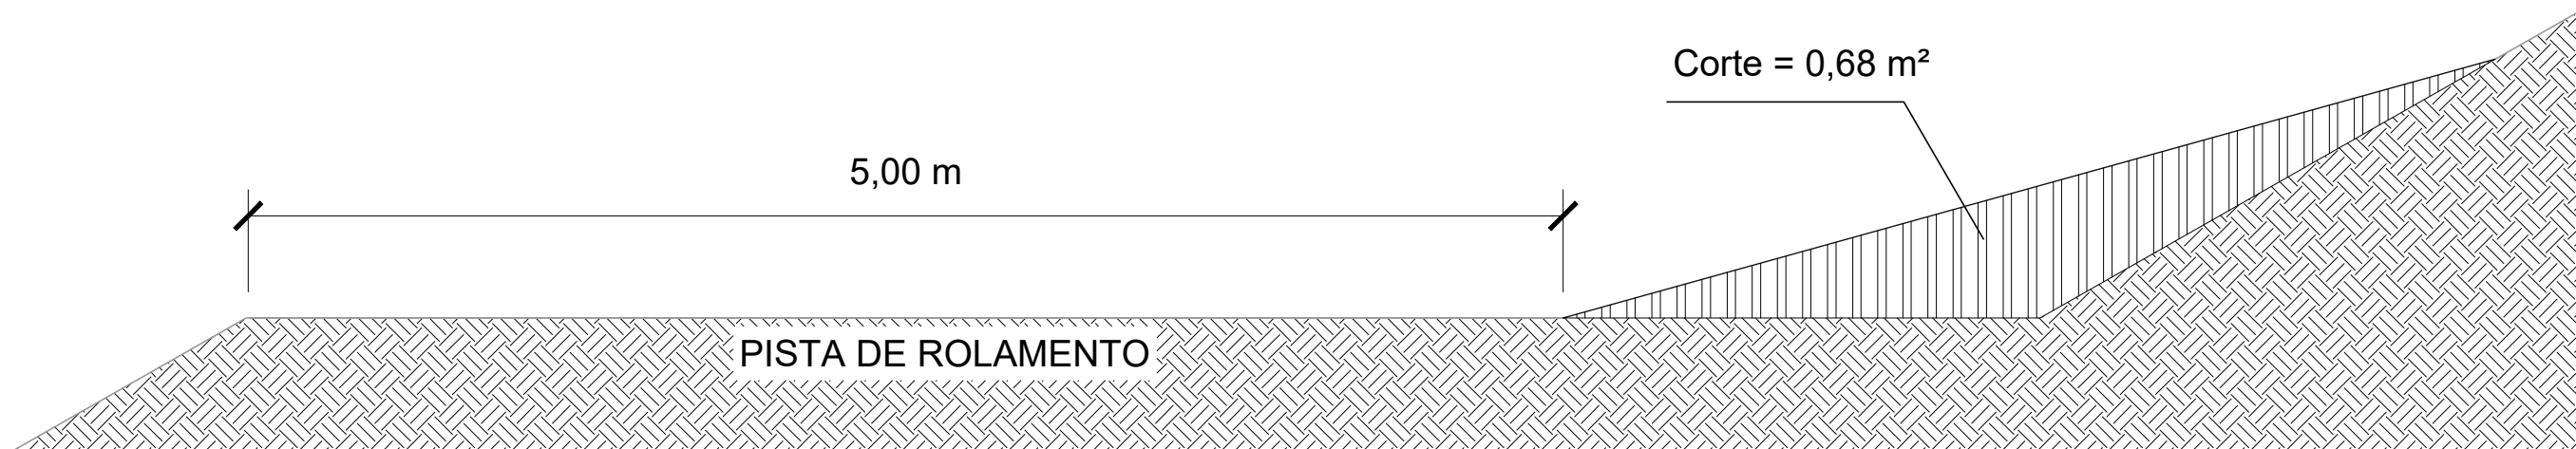 Corte = 0,68 m²
5,00 m
PISTA DE ROLAMENTO